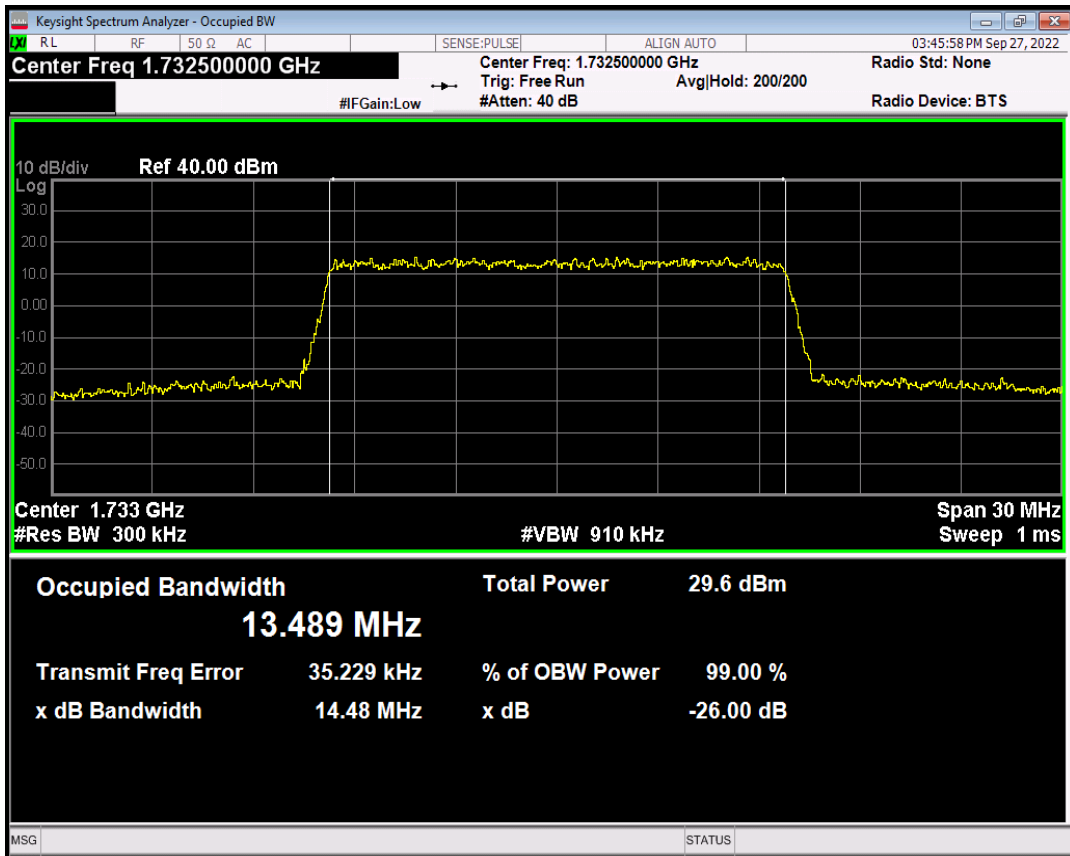 Keysight Spectrum Analyzer - Occupied BW
LXI RL RF 50 Ω AC SENSE:PULSE ALIGN AUTO 03:45:58 PM Sep 27, 2022
Center Freq 1.732500000 GHz Center Freq: 1.732500000 GHz Radio Std: None
Trig: Free Run Avg|Hold: 200/200
#IFGain:Low #Atten: 40 dB Radio Device: BTS
10 dB/div Ref 40.00 dBm
Log
30.0
20.0
10.0
0.00
-10.0
-20.0
-30.0
-40.0
-50.0
Center 1.733 GHz Span 30 MHz
#Res BW 300 kHz #VBW 910 kHz Sweep 1 ms
Occupied Bandwidth Total Power 29.6 dBm
13.489 MHz
Transmit Freq Error 35.229 kHz % of OBW Power 99.00 %
x dB Bandwidth 14.48 MHz x dB -26.00 dB
MSG STATUS